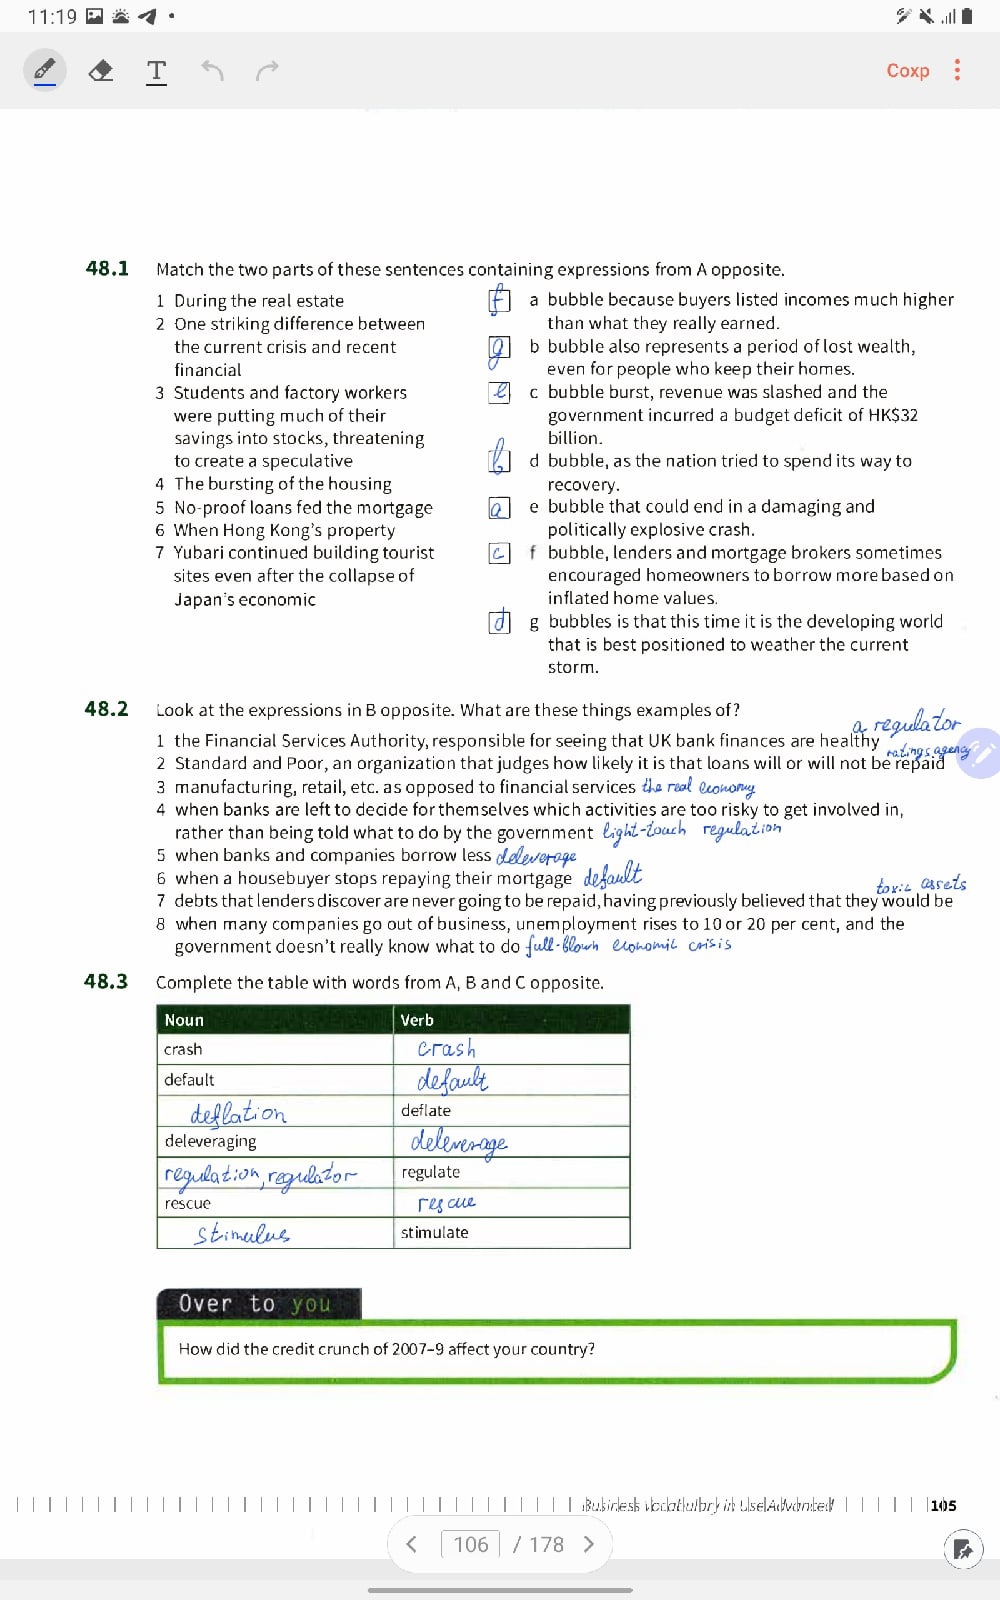 11:19
T
Сохр
48.1 Match the two parts of these sentences containing expressions from A opposite.
1 During the real estate
2 One striking difference between
the current crisis and recent
financial
3 Students and factory workers
were putting much of their
savings into stocks, threatening
to create a speculative
4 The bursting of the housing
5 No-proof loans fed the mortgage
6 When Hong Kong's property
7 Yubari continued building tourist
sites even after the collapse of
Japan's economic
f
g
e
b
a
c
d
a bubble because buyers listed incomes much higher
than what they really earned.
b bubble also represents a period of lost wealth,
even for people who keep their homes.
c bubble burst, revenue was slashed and the
government incurred a budget deficit of HK$32
billion.
d bubble, as the nation tried to spend its way to
recovery.
e bubble that could end in a damaging and
politically explosive crash.
f bubble, lenders and mortgage brokers sometimes
encouraged homeowners to borrow more based on
inflated home values.
g bubbles is that this time it is the developing world
that is best positioned to weather the current
storm.
48.2 Look at the expressions in B opposite. What are these things examples of?
a regulator
1 the Financial Services Authority, responsible for seeing that UK bank finances are healthy
ratings agency
2 Standard and Poor, an organization that judges how likely it is that loans will or will not be repaid
3 manufacturing, retail, etc. as opposed to financial services the real economy
4 when banks are left to decide for themselves which activities are too risky to get involved in,
rather than being told what to do by the government light-touch regulation
5 when banks and companies borrow less deleverage
6 when a housebuyer stops repaying their mortgage default
toxic assets
7 debts that lenders discover are never going to be repaid, having previously believed that they would be
8 when many companies go out of business, unemployment rises to 10 or 20 per cent, and the
government doesn't really know what to do full-blown economic crisis
48.3 Complete the table with words from A, B and C opposite.
Noun Verb
crash crash
default default
deflation deflate
deleveraging deleverage
regulation, regulator regulate
rescue rescue
stimulus stimulate
Over to you
How did the credit crunch of 2007–9 affect your country?
Business Vocabulary in Use Advanced 105
106 / 178